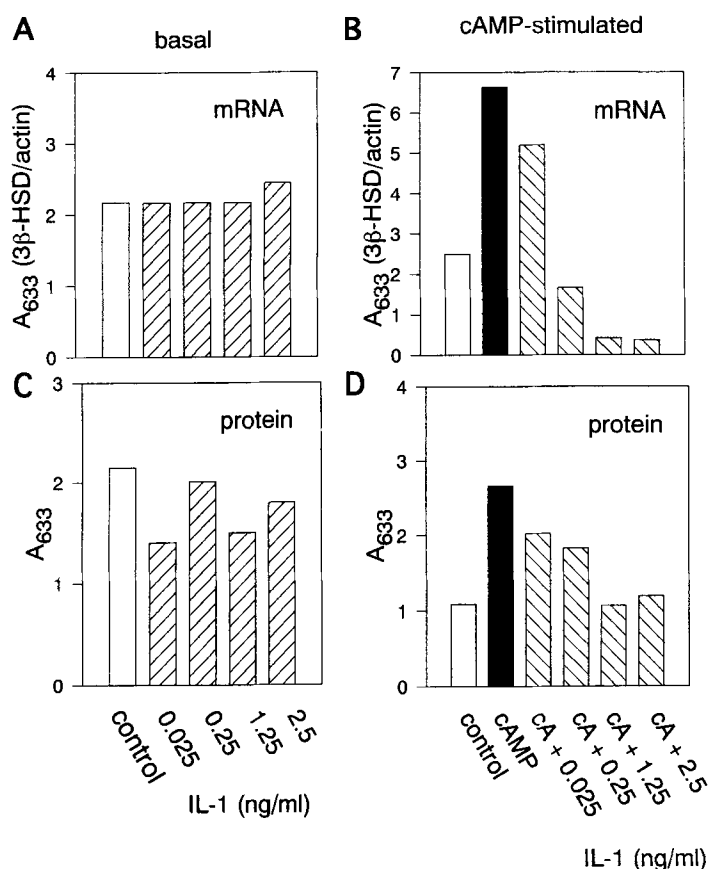 A
basal
B
cAMP-stimulated
4
3
2
1
0
A633 (3β-HSD/actin)
mRNA
7
6
5
4
3
2
1
0
A633 (3β-HSD/actin)
mRNA
C
3
2
1
0
A633
protein
D
4
3
2
1
0
A633
protein
control
0.025
0.25
1.25
2.5
IL-1 (ng/ml)
control
cAMP
cA + 0.025
cA + 0.25
cA + 1.25
cA + 2.5
IL-1 (ng/ml)